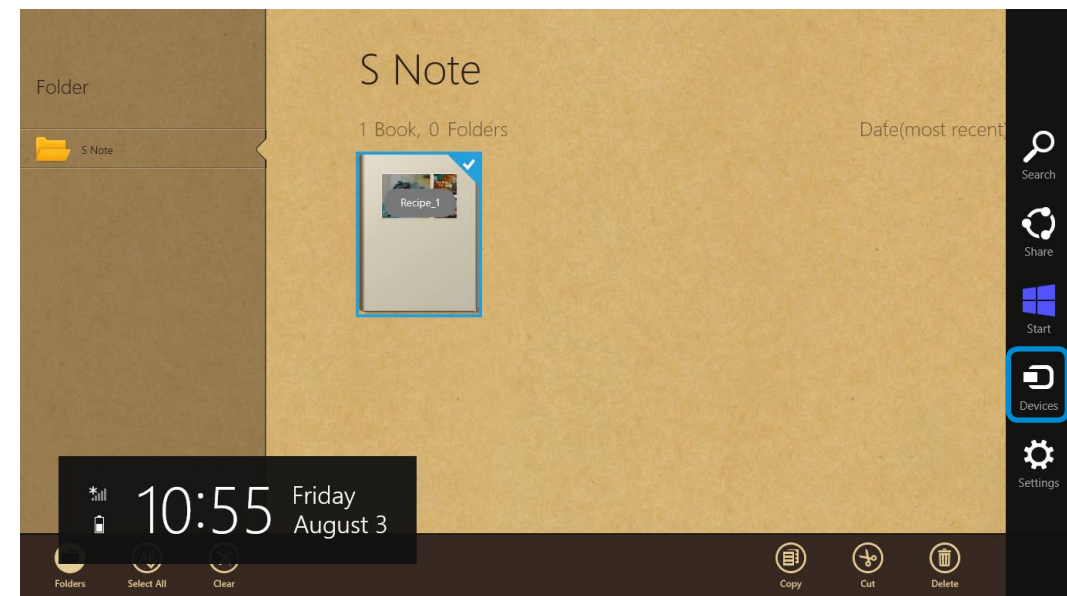 S Note
Folder
1 Book, 0 Folders
Date(most recent)
S Note
Recipe_1
Search
Share
Start
Devices
Settings
10:55
Friday
August 3
Folders
Select All
Clear
Copy
Cut
Delete